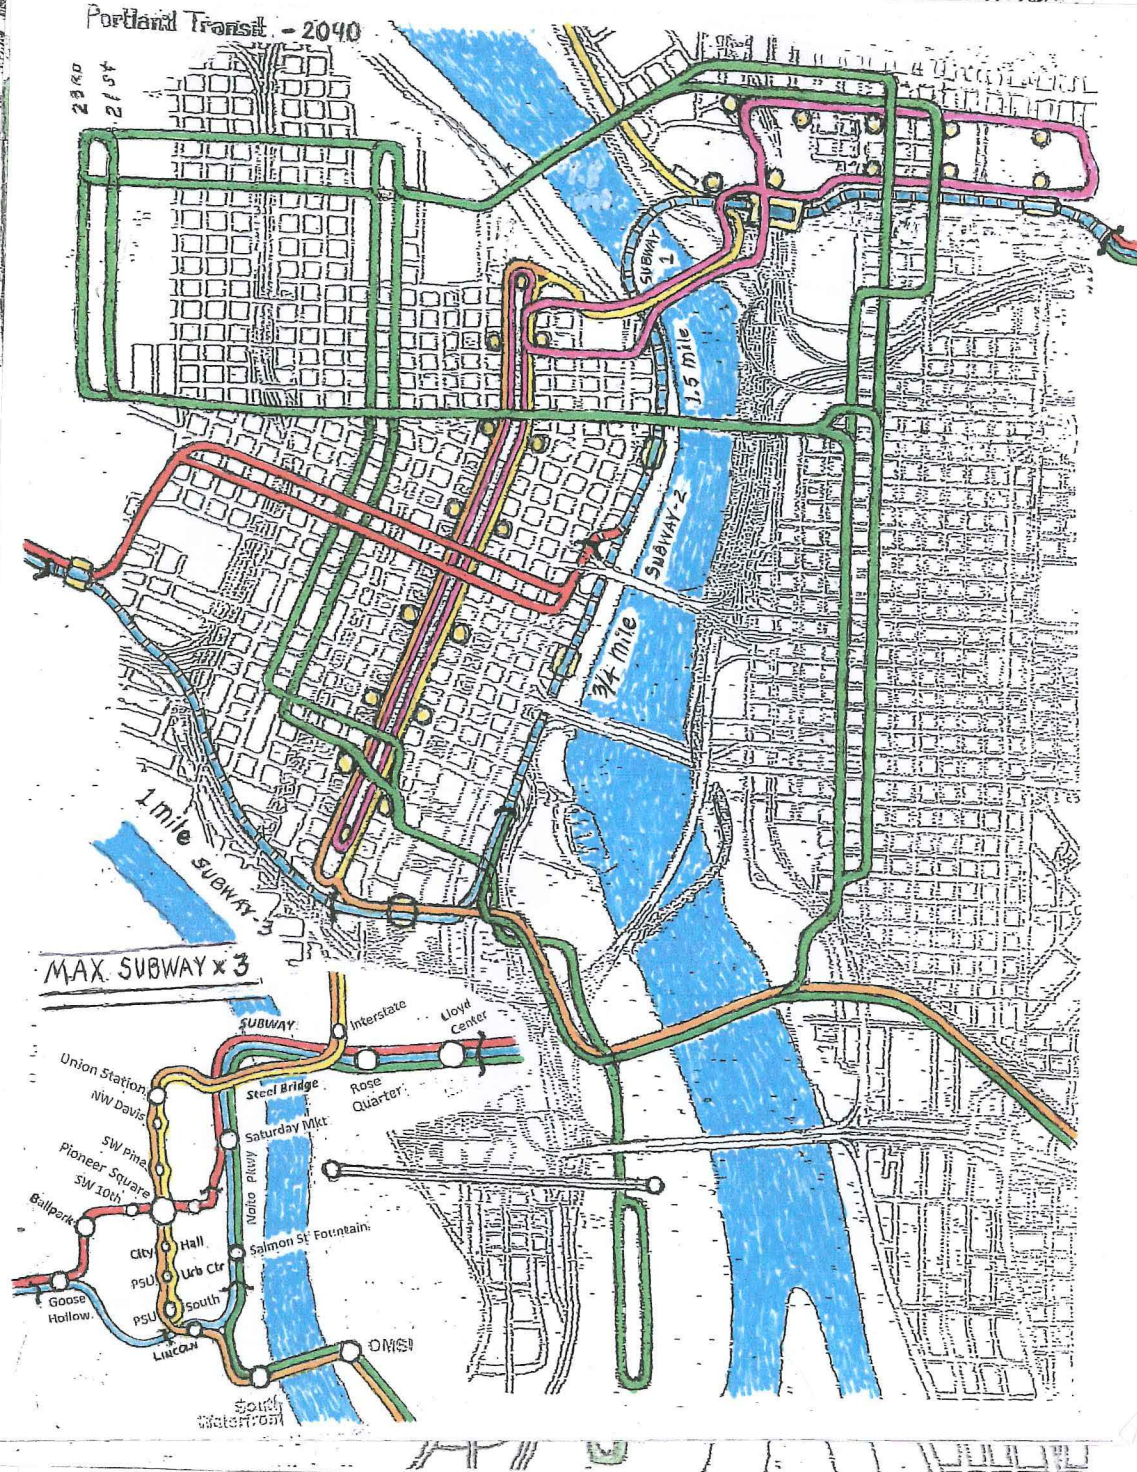 Portland Transit - 2040
23RD
21st
SUBWAY
1
1.5 mile
SUBWAY-2
3/4 mile
1 mile
SUBWAY-3
MAX SUBWAY x 3
SUBWAY
Interstate
Lloyd
Center
Union Station
NW Davis
Steel Bridge
Rose
Quarter
SW Pine
Pioneer Square
SW 10th
Saturday Mkt
Naito Pkwy
Ballpark
City Hall
Salmon St Fountain
PSU Urb Ctr
Goose
Hollow
PSU South
LINCOLN
OMSI
South
Waterfront